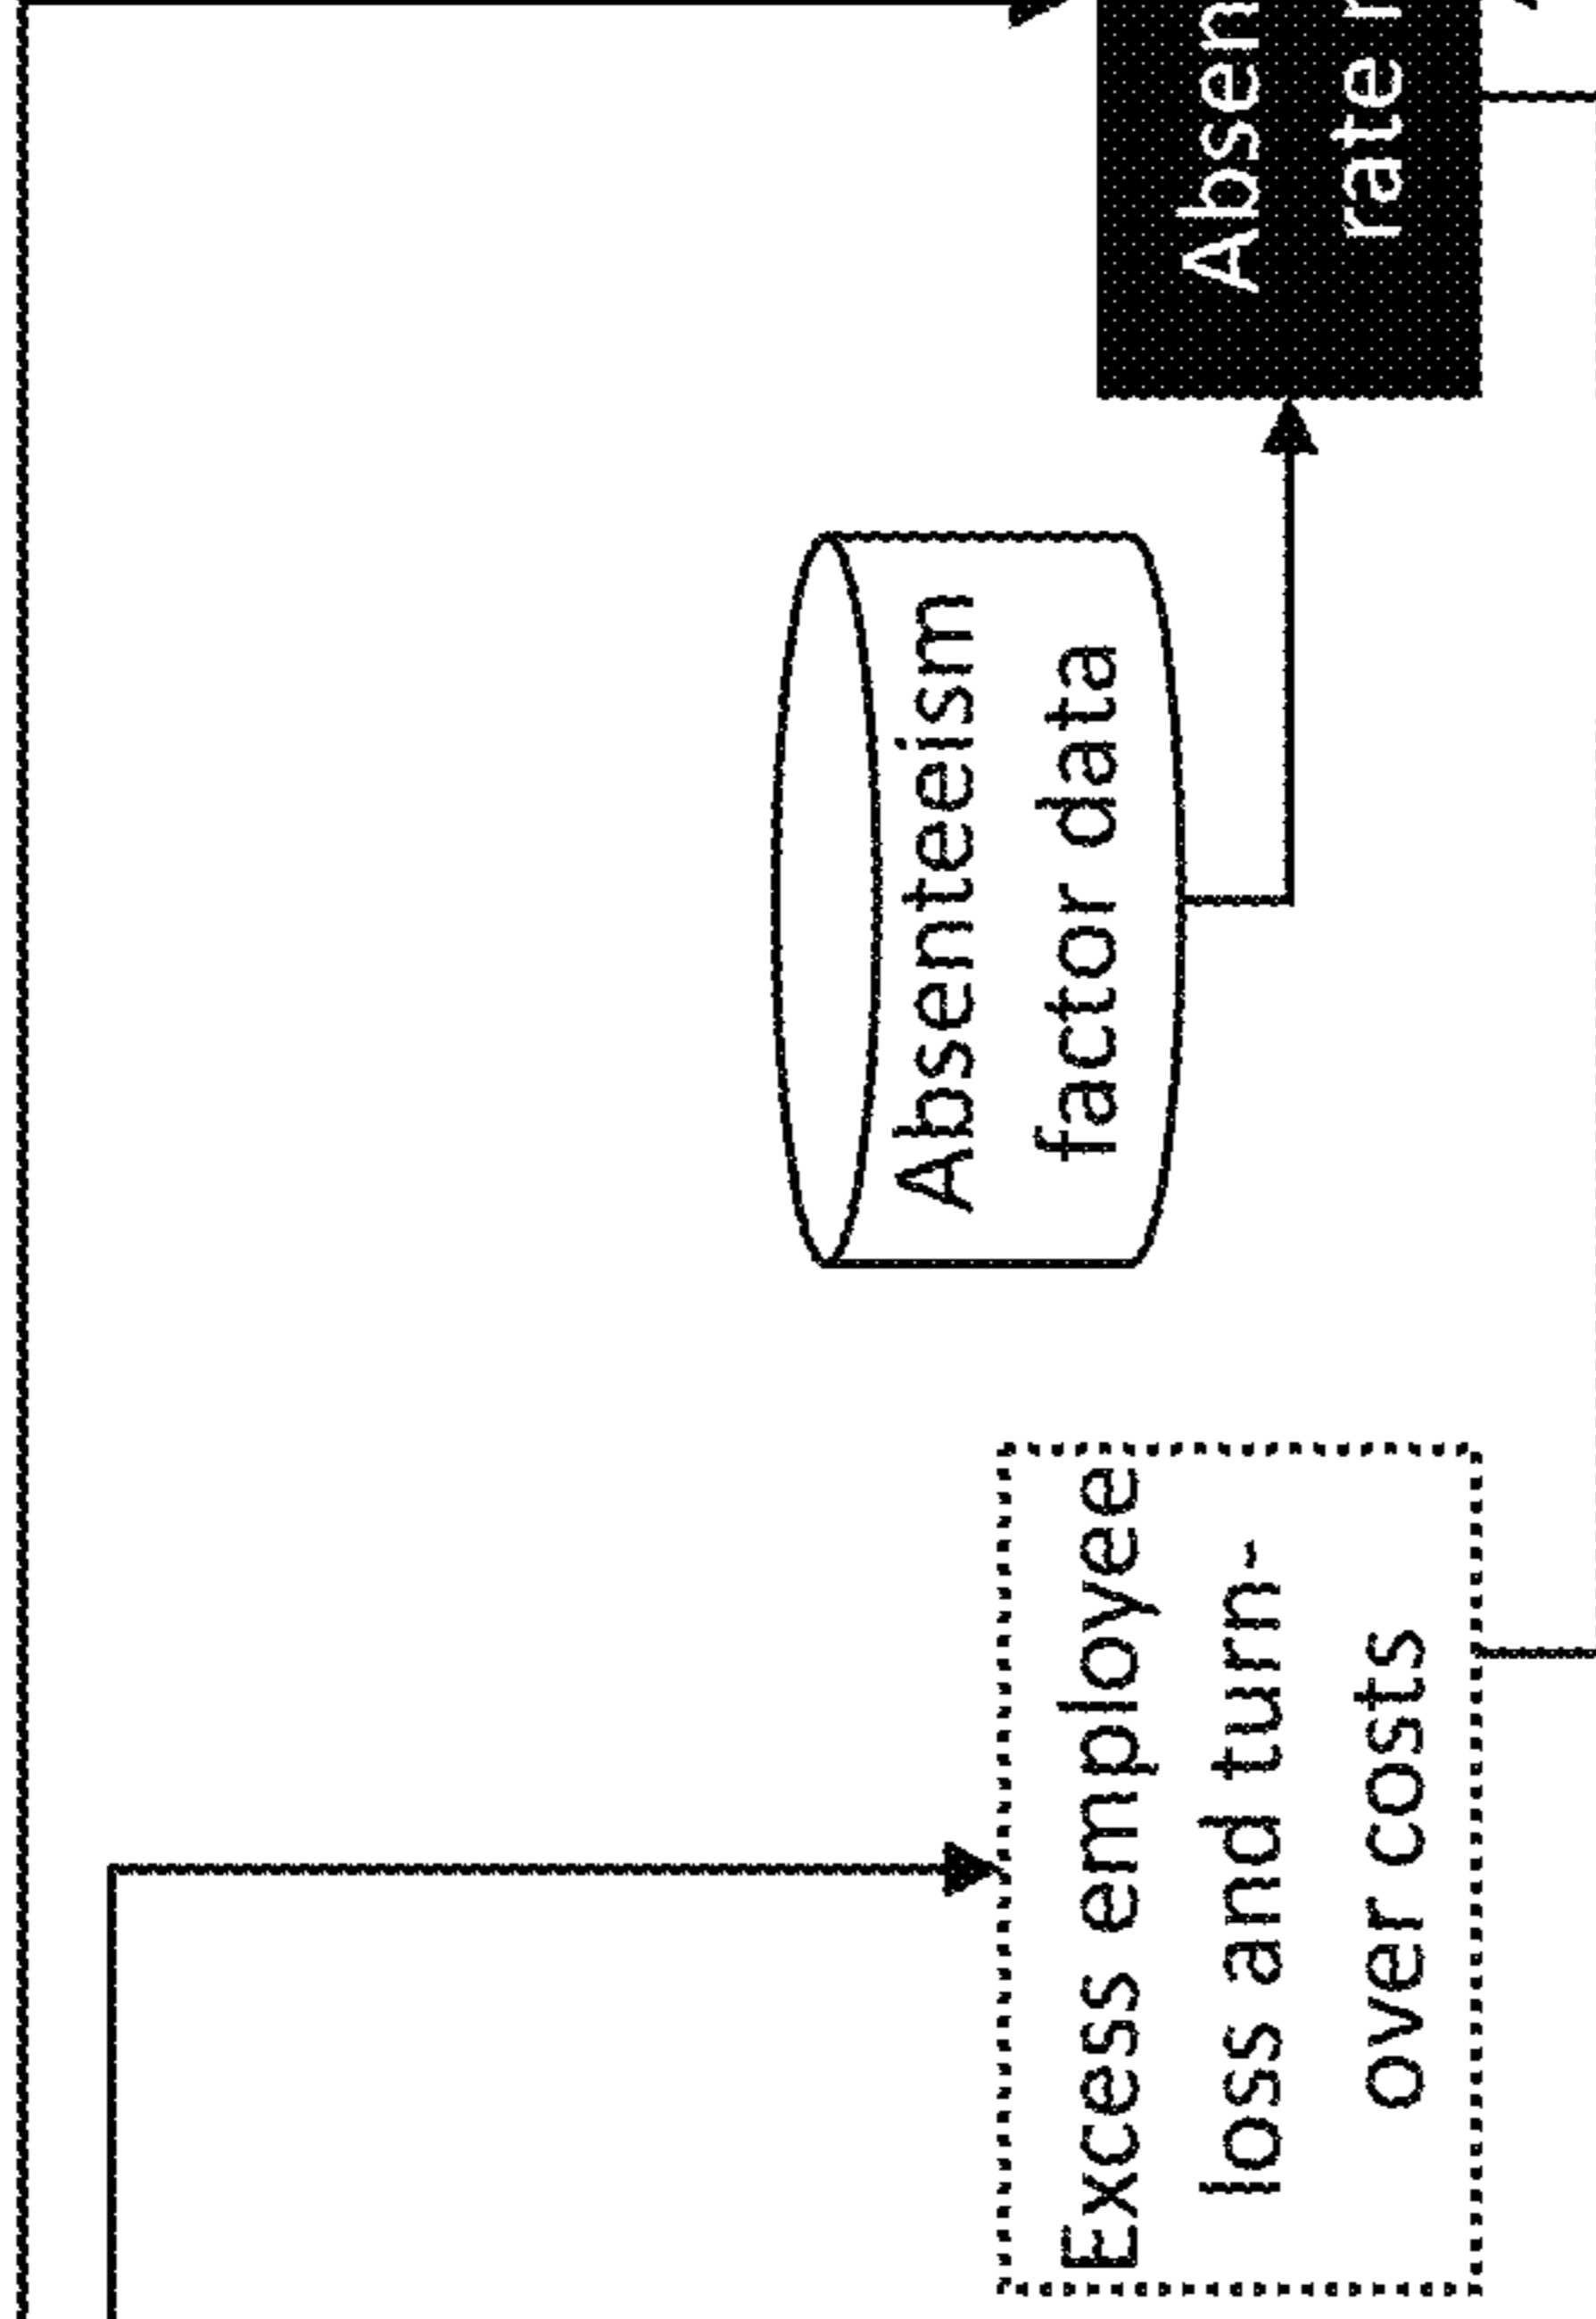 Excess employee
loss and turn-
over costs
Absenteeism
factor data
Absen
rate